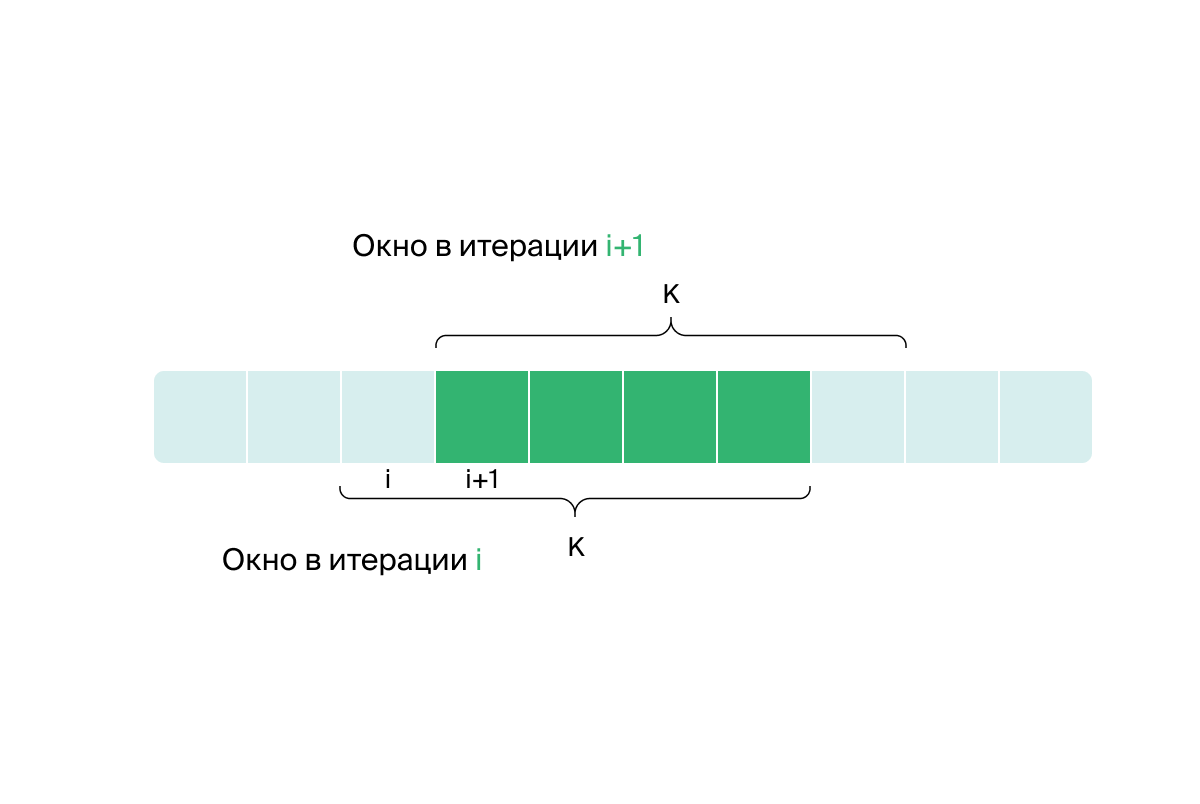 Окно в итерации i+1
K
i
i+1
K
Окно в итерации i